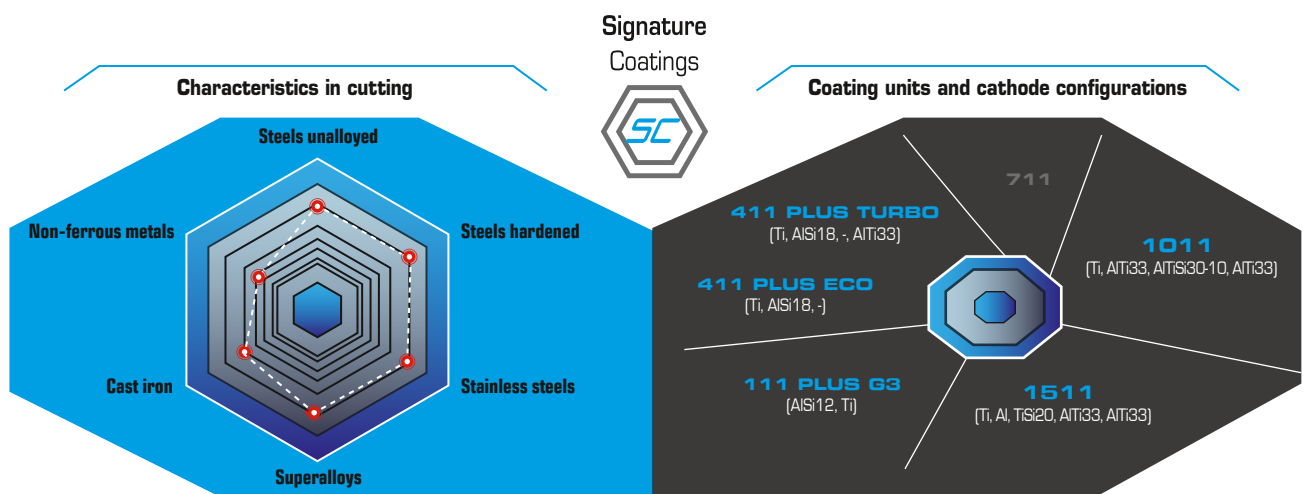 Signature
Coatings
SC
Characteristics in cutting
Steels unalloyed
Non-ferrous metals
Steels hardened
Cast iron
Stainless steels
Superalloys
Coating units and cathode configurations
711
411 PLUS TURBO
(Ti, AlSi18, -, AlTi33)
1011
(Ti, AlTi33, AlTiSi30-10, AlTi33)
411 PLUS ECO
(Ti, AlSi18, -)
111 PLUS G3
(AlSi12, Ti)
1511
(Ti, Al, TiSi20, AlTi33, AlTi33)